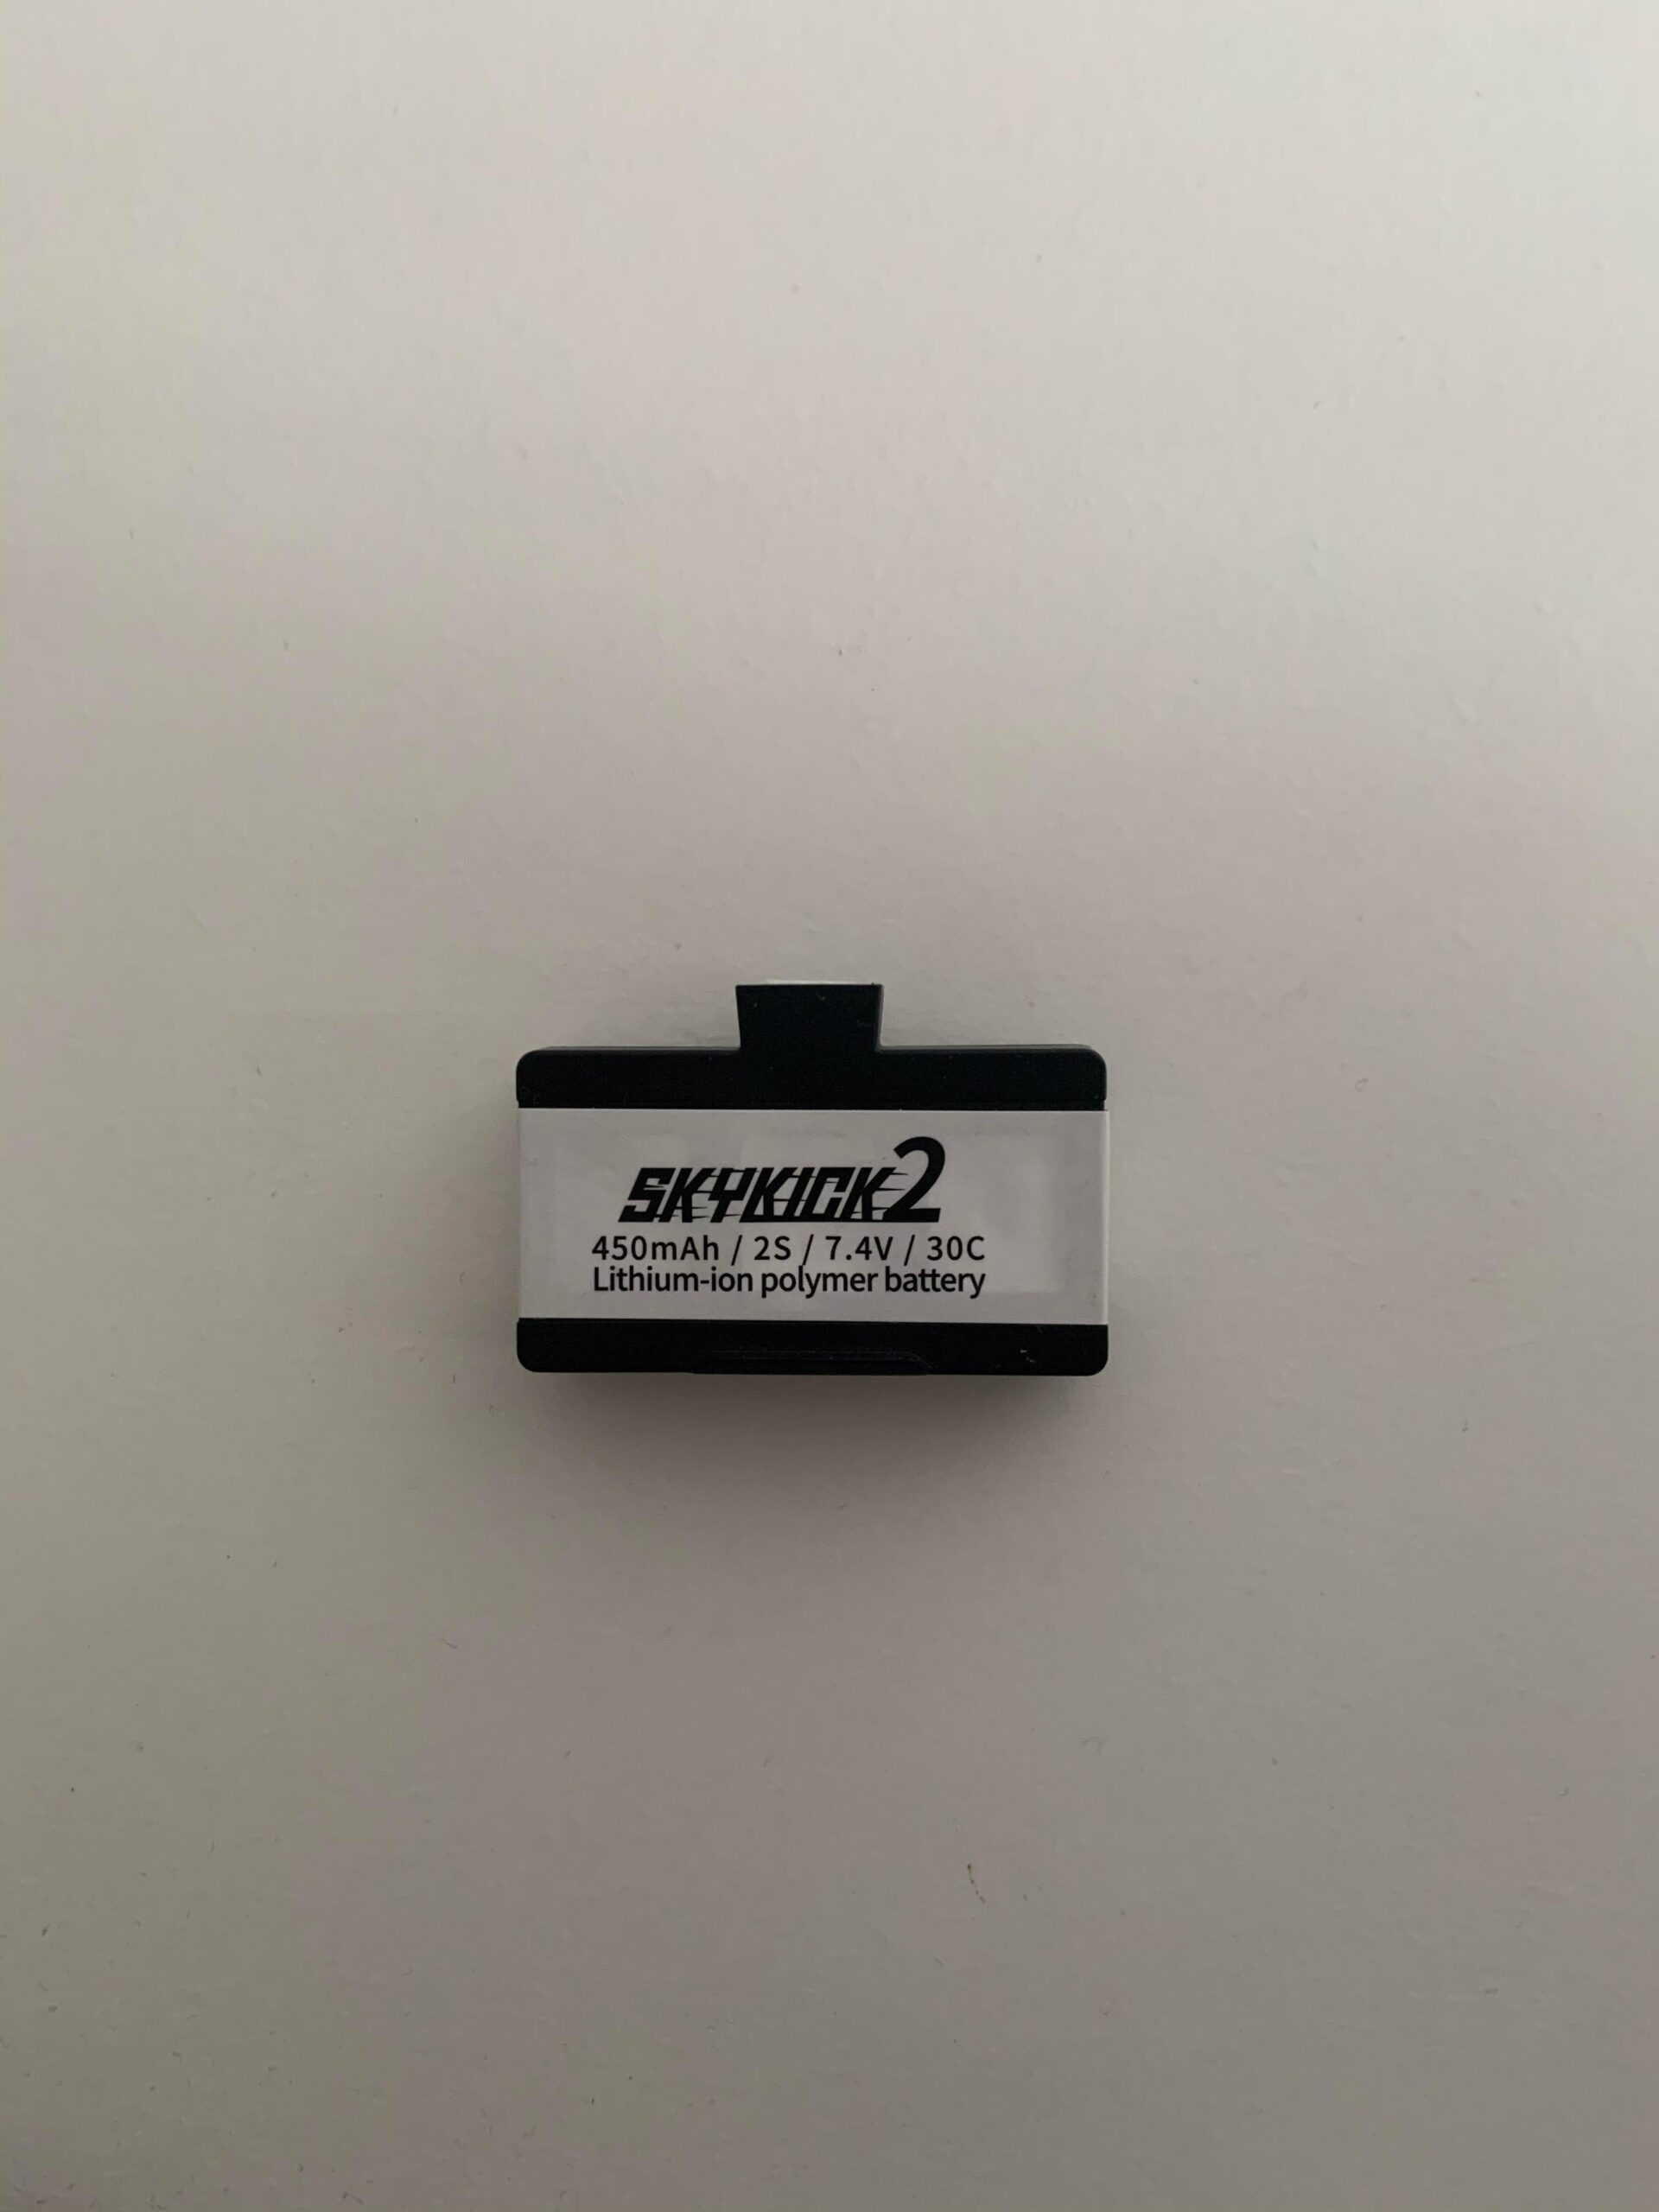 SKYKICK2
450mAh / 2S / 7.4V / 30C
Lithium-ion polymer battery